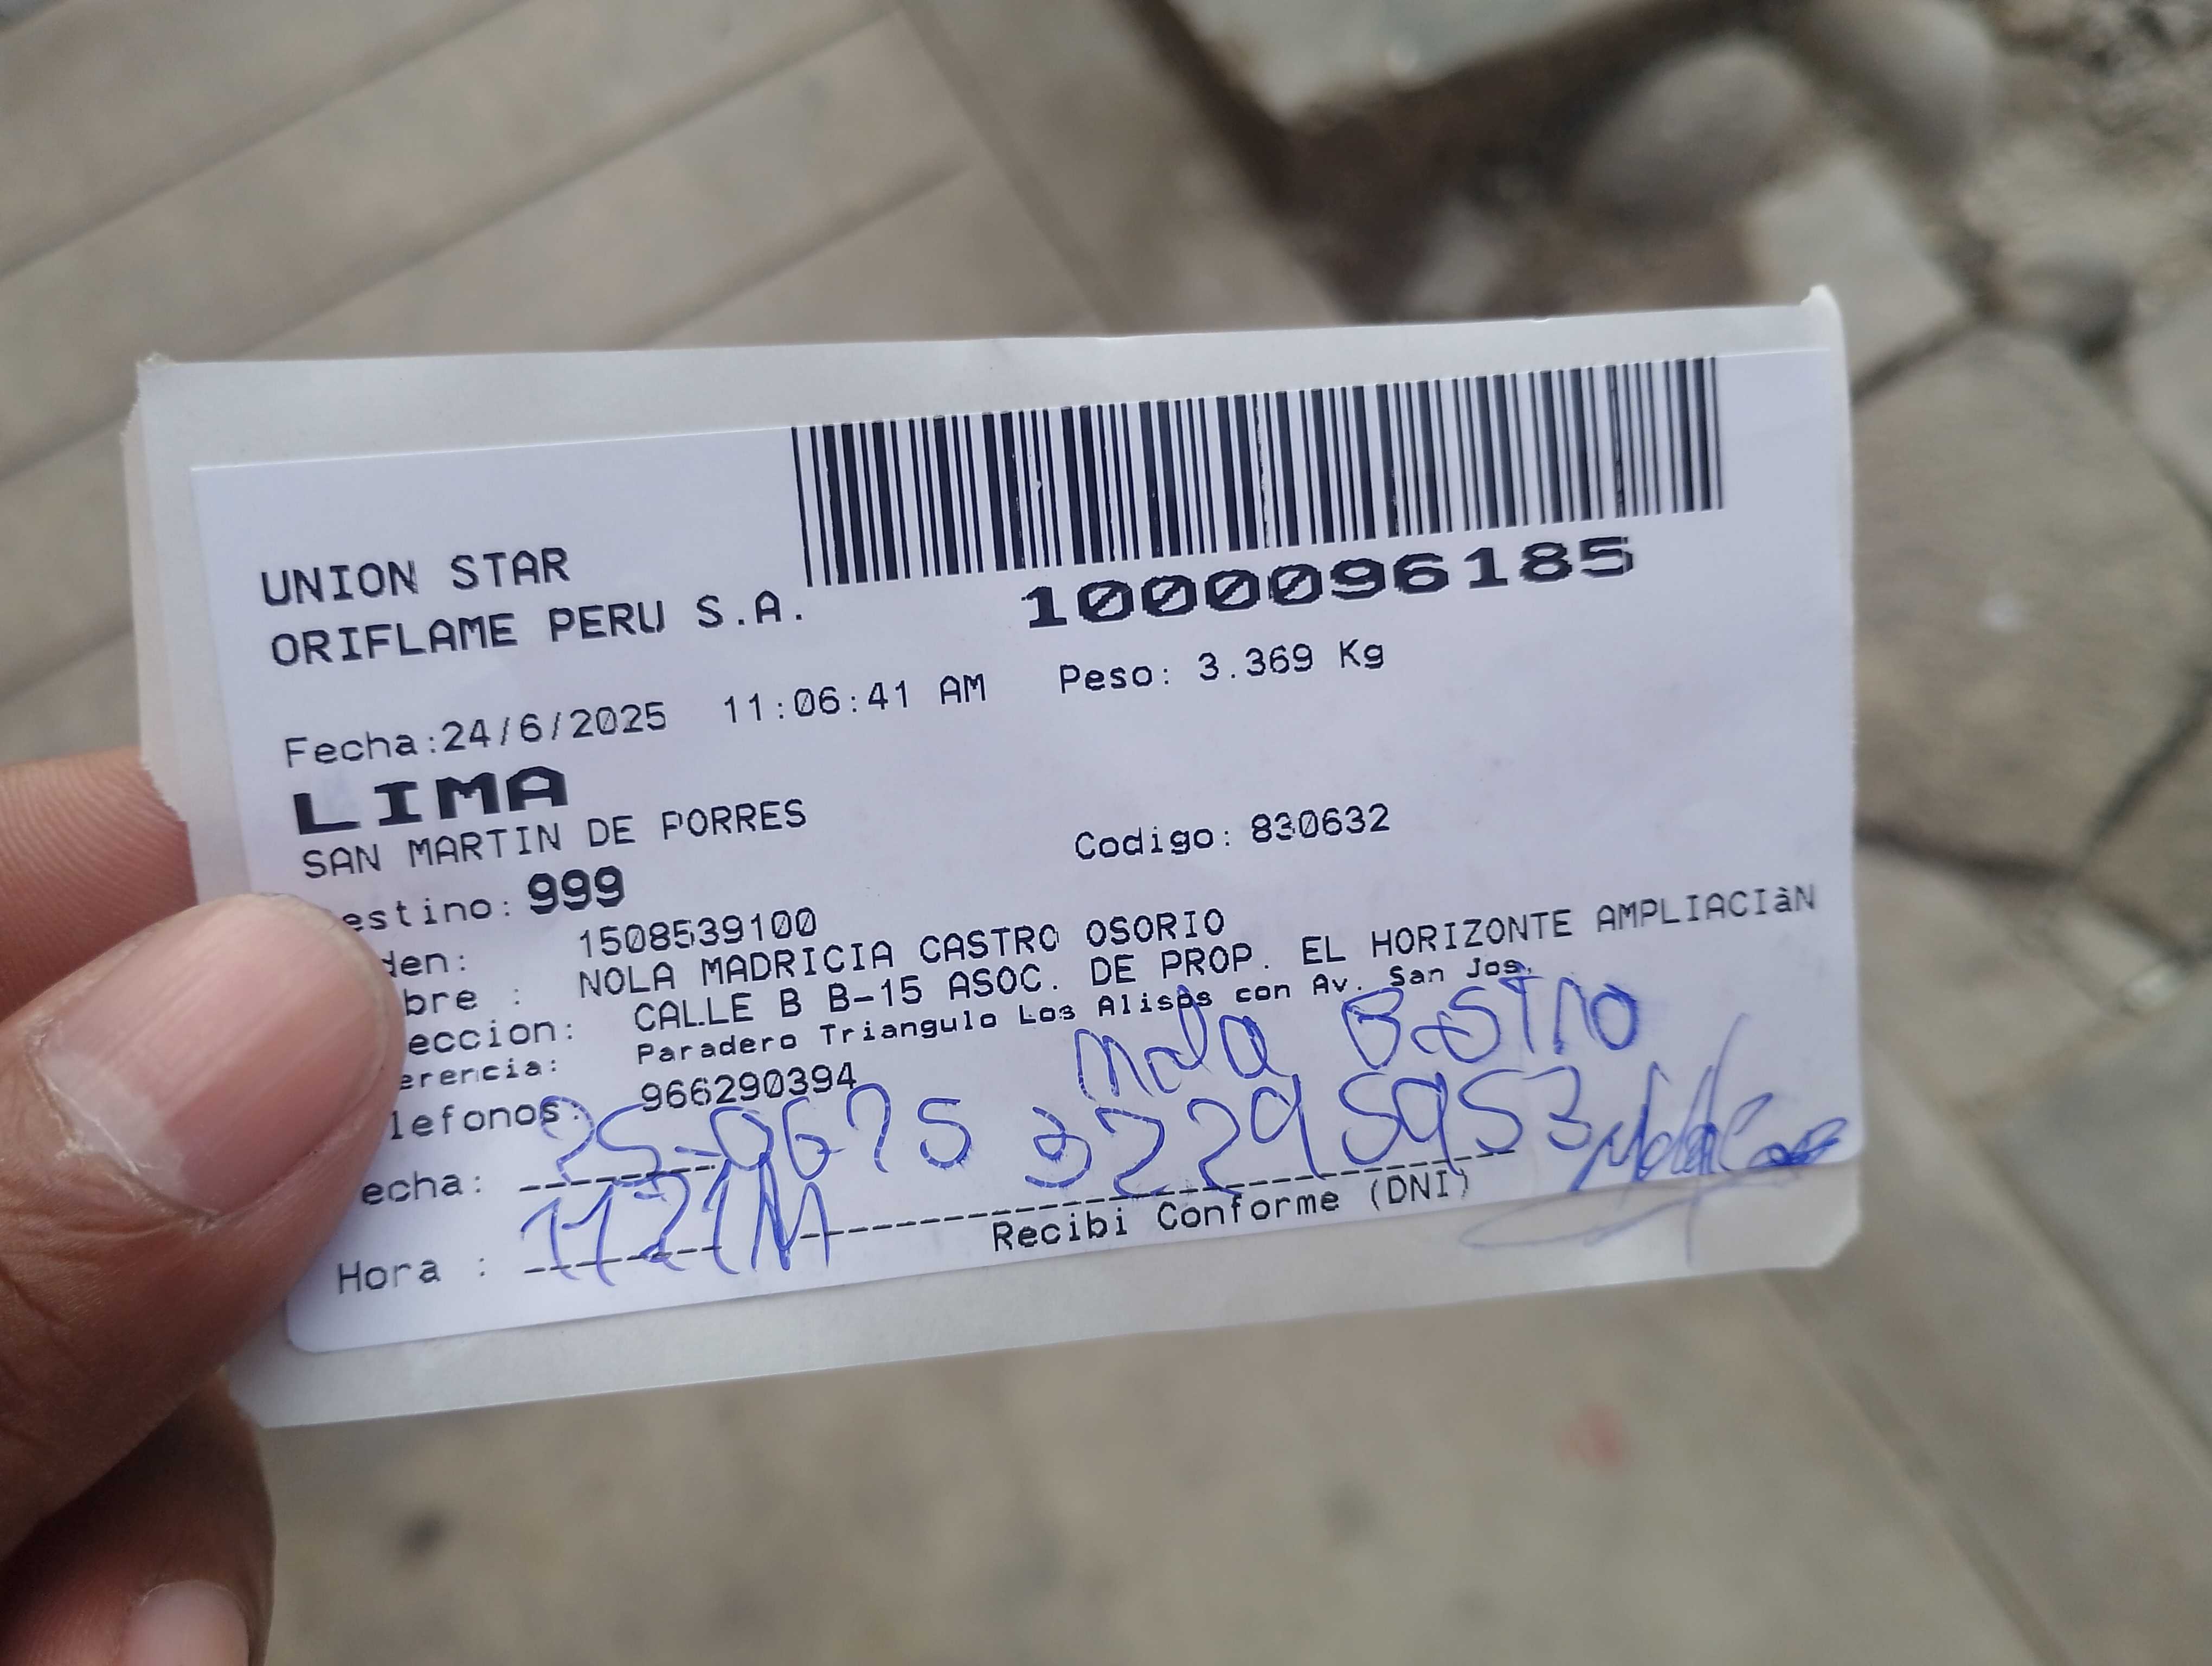 UNION STAR
ORIFLAME PERU S.A.
1000096185
Fecha:24/6/2025 11:06:41 AM Peso: 3.369 Kg
LIMA
SAN MARTIN DE PORRES
Codigo: 830632
estino: 999
den: 1508539100
bre : NOLA MADRICIA CASTRO OSORIO
eccion: CALLE B B-15 ASOC. DE PROP. EL HORIZONTE AMPLIACIàN
erencia: Paradero Triangulo Los Alisos con Av. San Jos,
lefonos: 966290394
Nola
echa: 25-06-25
Hora :
Recibi Conforme (DNI)